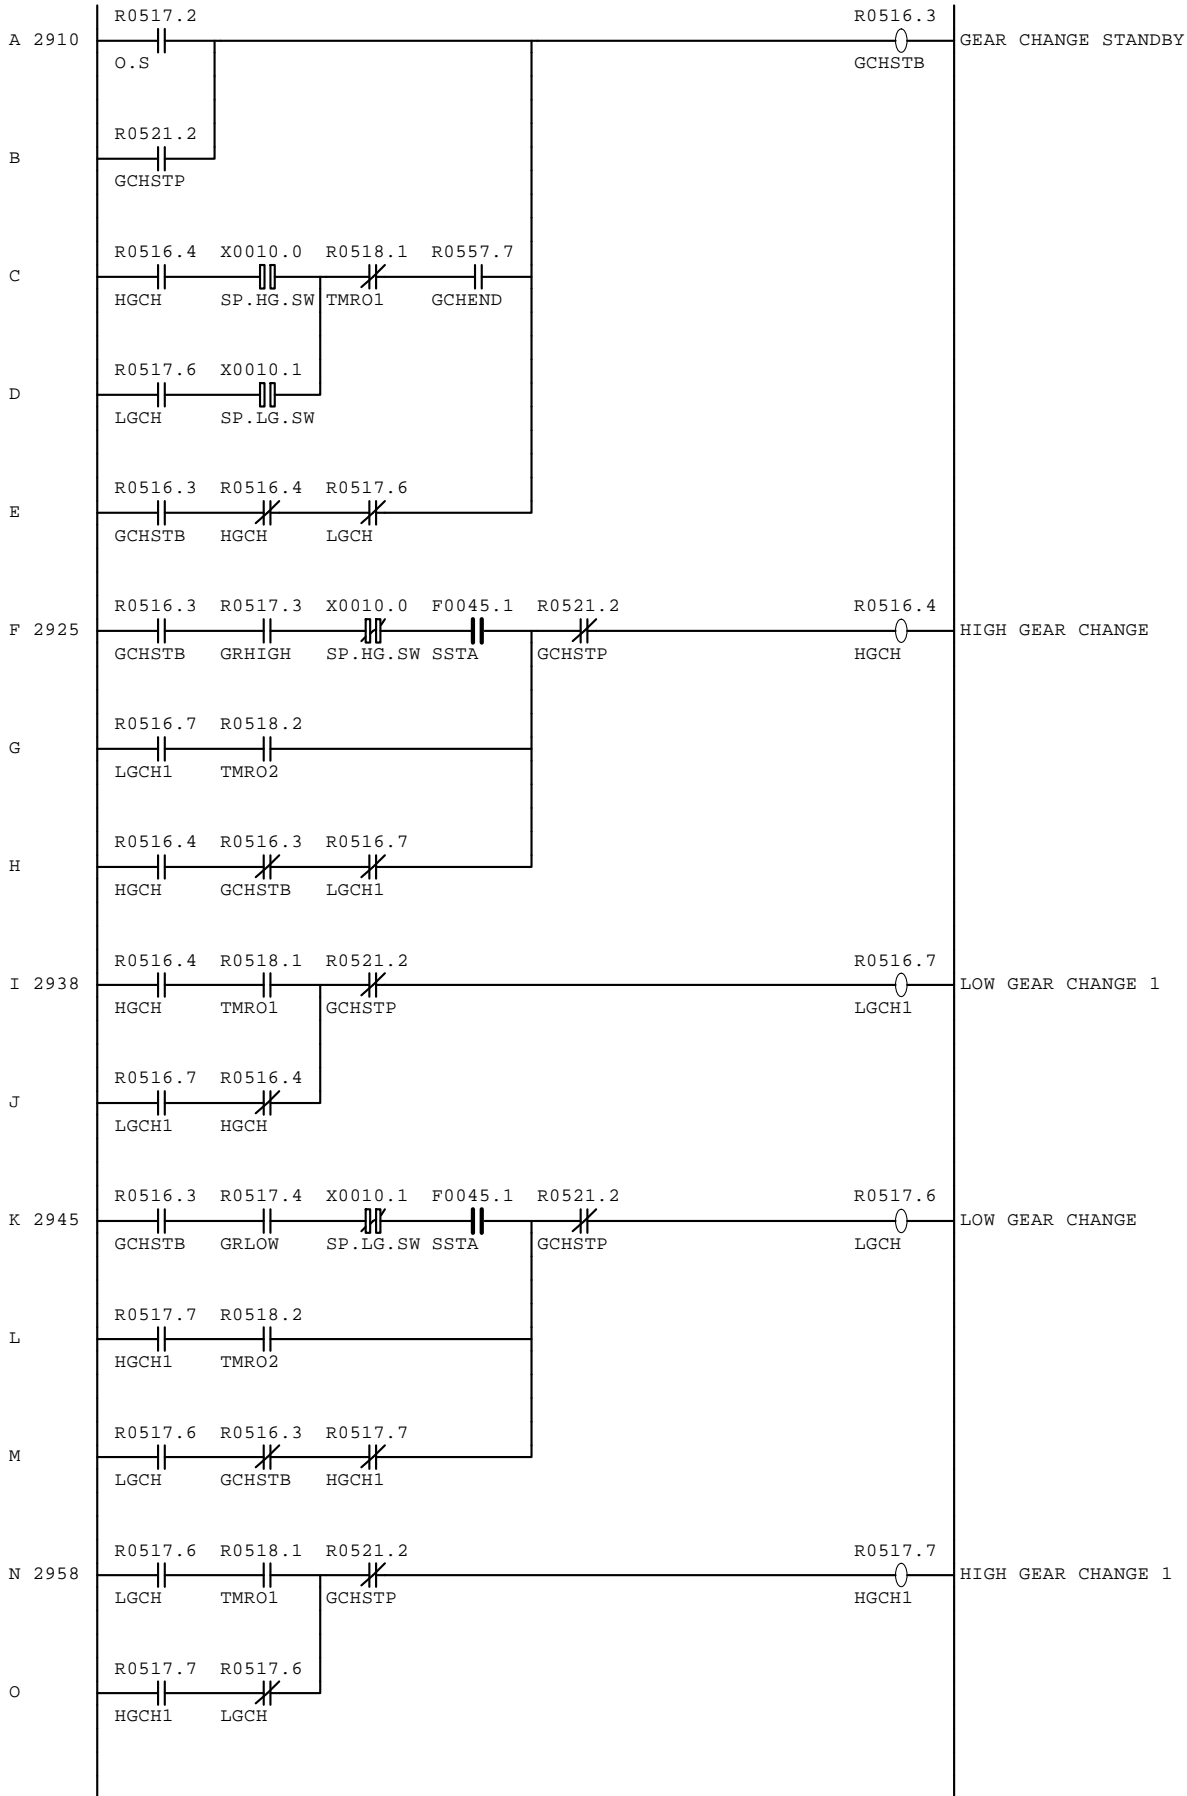 R0517.2 R0516.3
A 2910 GEAR CHANGE STANDBY
O.S GCHSTB
R0521.2
B
GCHSTP
R0516.4 X0010.0 R0518.1 R0557.7
C
HGCH SP.HG.SW TMRO1 GCHEND
R0517.6 X0010.1
D
LGCH SP.LG.SW
R0516.3 R0516.4 R0517.6
E
GCHSTB HGCH LGCH
R0516.3 R0517.3 X0010.0 F0045.1 R0521.2 R0516.4
F 2925 HIGH GEAR CHANGE
GCHSTB GRHIGH SP.HG.SW SSTA GCHSTP HGCH
R0516.7 R0518.2
G
LGCH1 TMRO2
R0516.4 R0516.3 R0516.7
H
HGCH GCHSTB LGCH1
R0516.4 R0518.1 R0521.2 R0516.7
I 2938 LOW GEAR CHANGE 1
HGCH TMRO1 GCHSTP LGCH1
R0516.7 R0516.4
J
LGCH1 HGCH
R0516.3 R0517.4 X0010.1 F0045.1 R0521.2 R0517.6
K 2945 LOW GEAR CHANGE
GCHSTB GRLOW SP.LG.SW SSTA GCHSTP LGCH
R0517.7 R0518.2
L
HGCH1 TMRO2
R0517.6 R0516.3 R0517.7
M
LGCH GCHSTB HGCH1
R0517.6 R0518.1 R0521.2 R0517.7
N 2958 HIGH GEAR CHANGE 1
LGCH TMRO1 GCHSTP HGCH1
R0517.7 R0517.6
O
HGCH1 LGCH